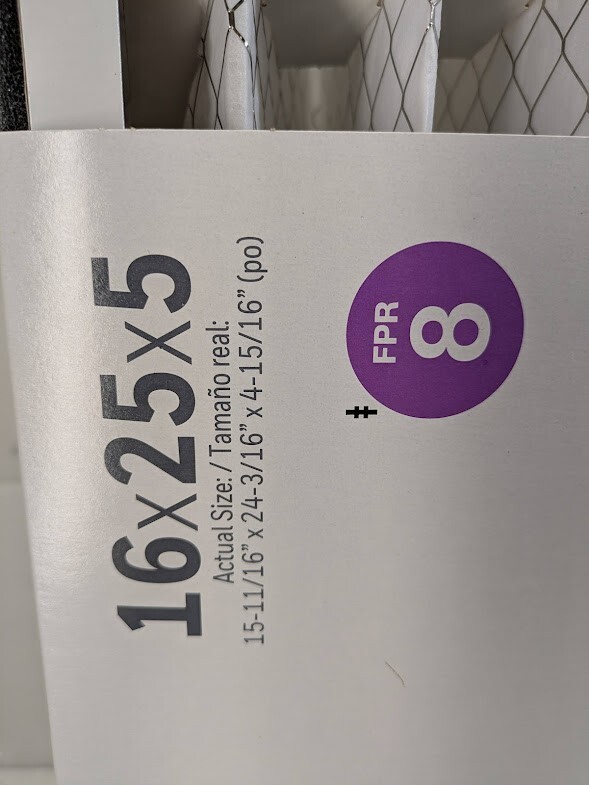 16x25x5
Actual Size: / Tamaño real:
15-11/16" x 24-3/16" x 4-15/16" (po)
‡
FPR
8